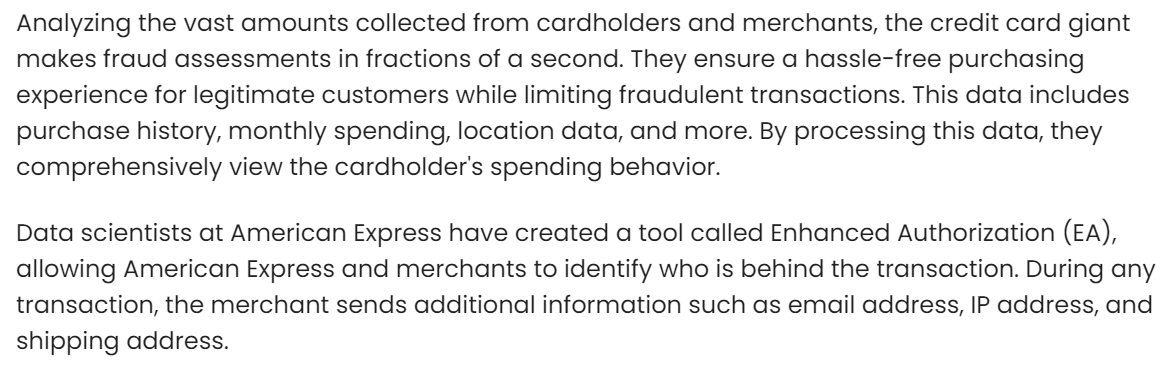 Analyzing the vast amounts collected from cardholders and merchants, the credit card giant
makes fraud assessments in fractions of a second. They ensure a hassle-free purchasing
experience for legitimate customers while limiting fraudulent transactions. This data includes
purchase history, monthly spending, location data, and more. By processing this data, they
comprehensively view the cardholder's spending behavior.
Data scientists at American Express have created a tool called Enhanced Authorization (EA),
allowing American Express and merchants to identify who is behind the transaction. During any
transaction, the merchant sends additional information such as email address, IP address, and
shipping address.